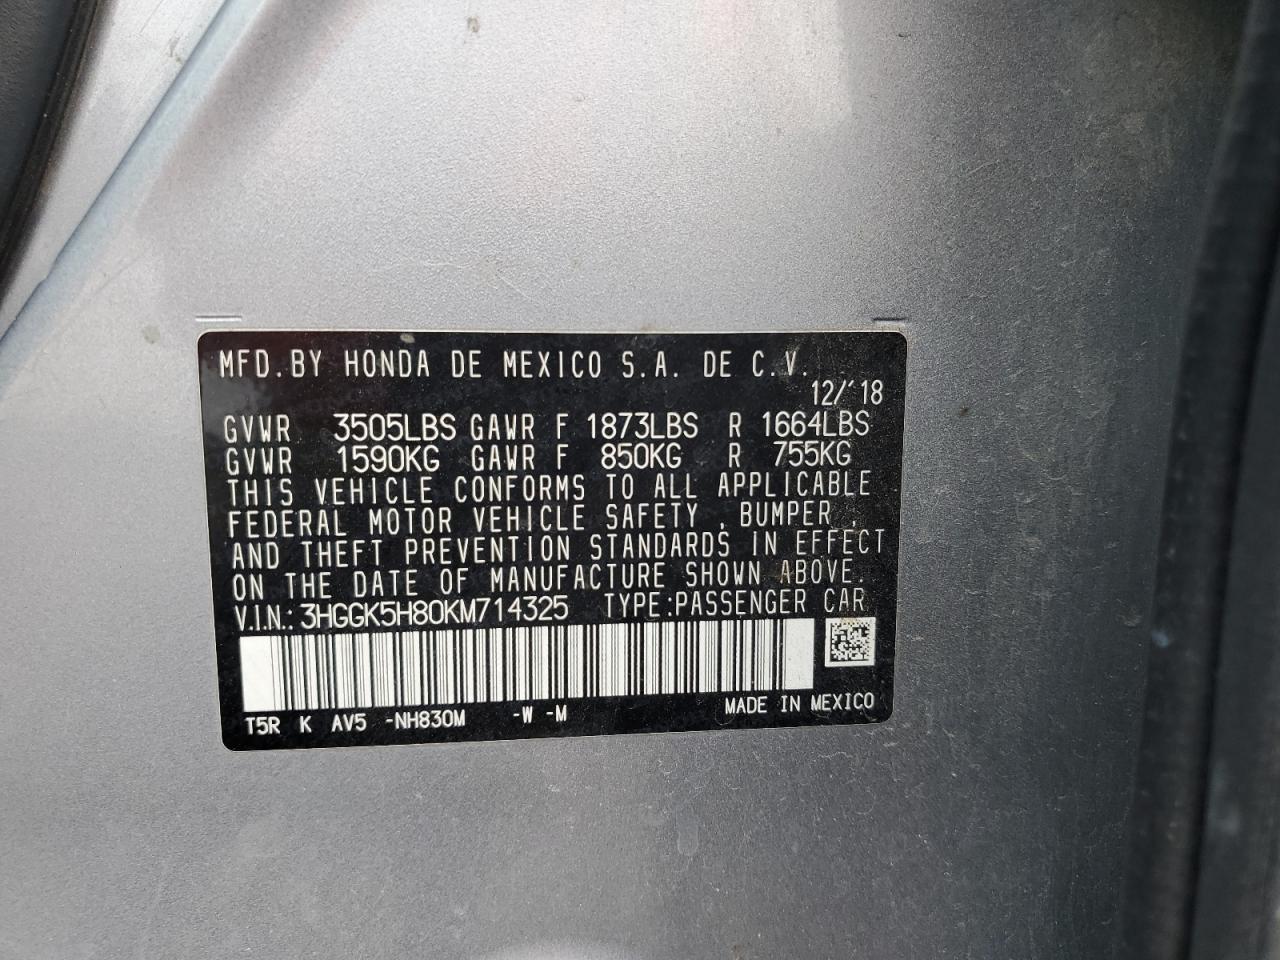 MFD.BY HONDA DE MEXICO S.A. DE C.V.
12/'18
GVWR 3505LBS GAWR F 1873LBS R 1664LBS
GVWR 1590KG GAWR F 850KG R 755KG
THIS VEHICLE CONFORMS TO ALL APPLICABLE
FEDERAL MOTOR VEHICLE SAFETY , BUMPER ,
AND THEFT PREVENTION STANDARDS IN EFFECT
ON THE DATE OF MANUFACTURE SHOWN ABOVE.
V.IN.: 3HGGK5H80KM714325 TYPE:PASSENGER CAR
T5R K AV5 -NH830M -W -M MADE IN MEXICO